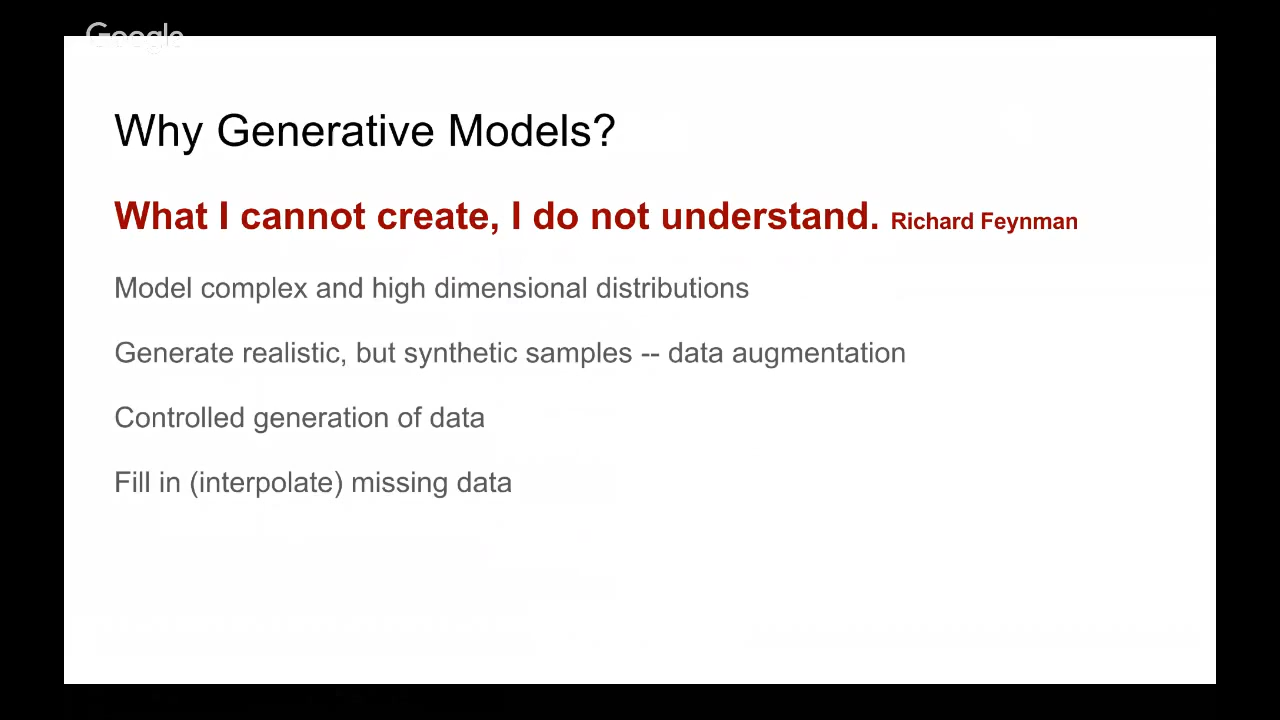 Google
Why Generative Models?
What I cannot create, I do not understand. Richard Feynman
Model complex and high dimensional distributions
Generate realistic, but synthetic samples -- data augmentation
Controlled generation of data
Fill in (interpolate) missing data